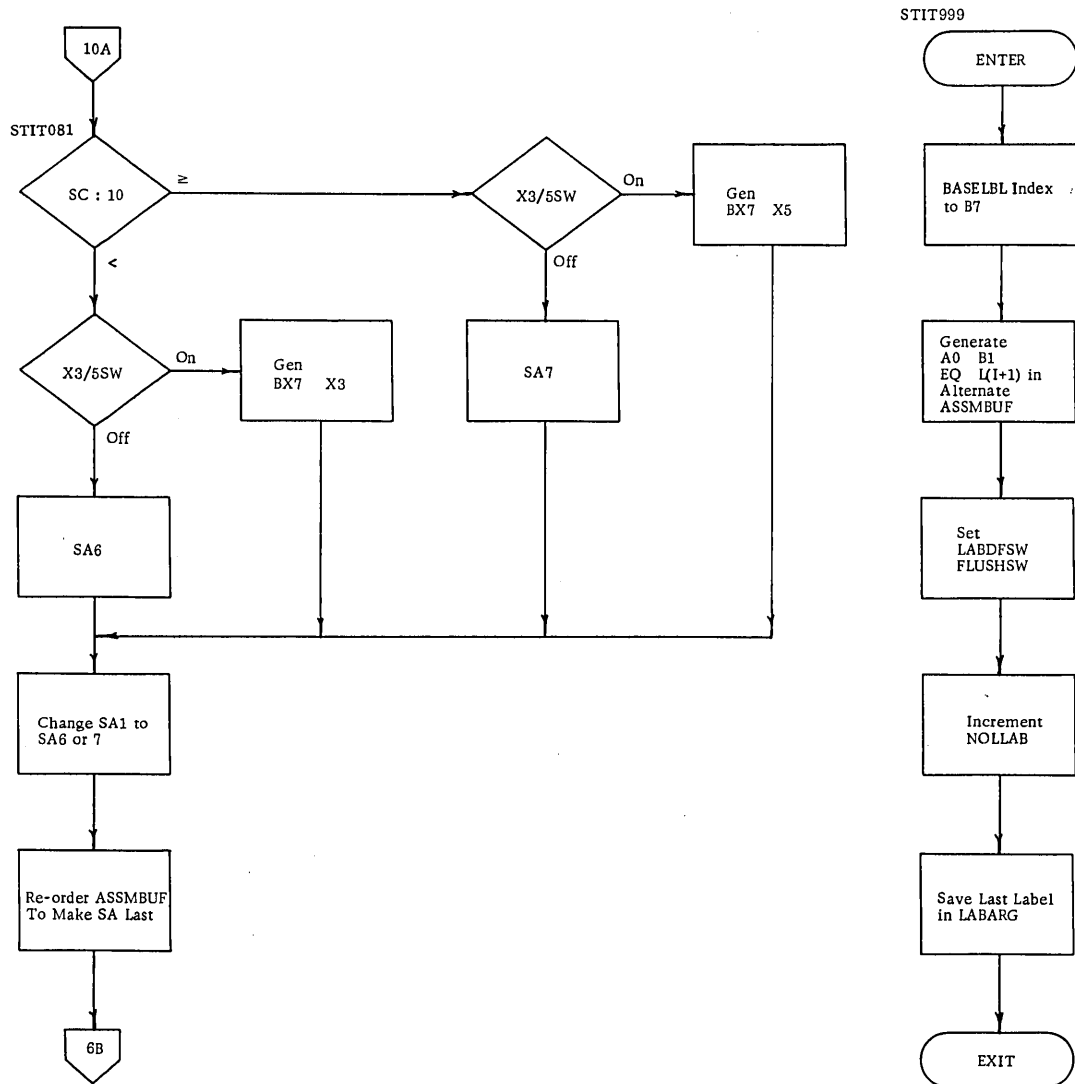 10A
STIT081
SC : 10
≥
<
X3/5SW
On
Off
Gen
BX7 X5
SA7
X3/5SW
On
Off
Gen
BX7 X3
SA6
Change SA1 to
SA6 or 7
Re-order ASSMBUF
To Make SA Last
6B
STIT999
ENTER
BASELBL Index
to B7
Generate
A0 B1
EQ L(I+1) in
Alternate
ASSMBUF
Set
LABDFSW
FLUSHSW
Increment
NOLLAB
Save Last Label
in LABARG
EXIT